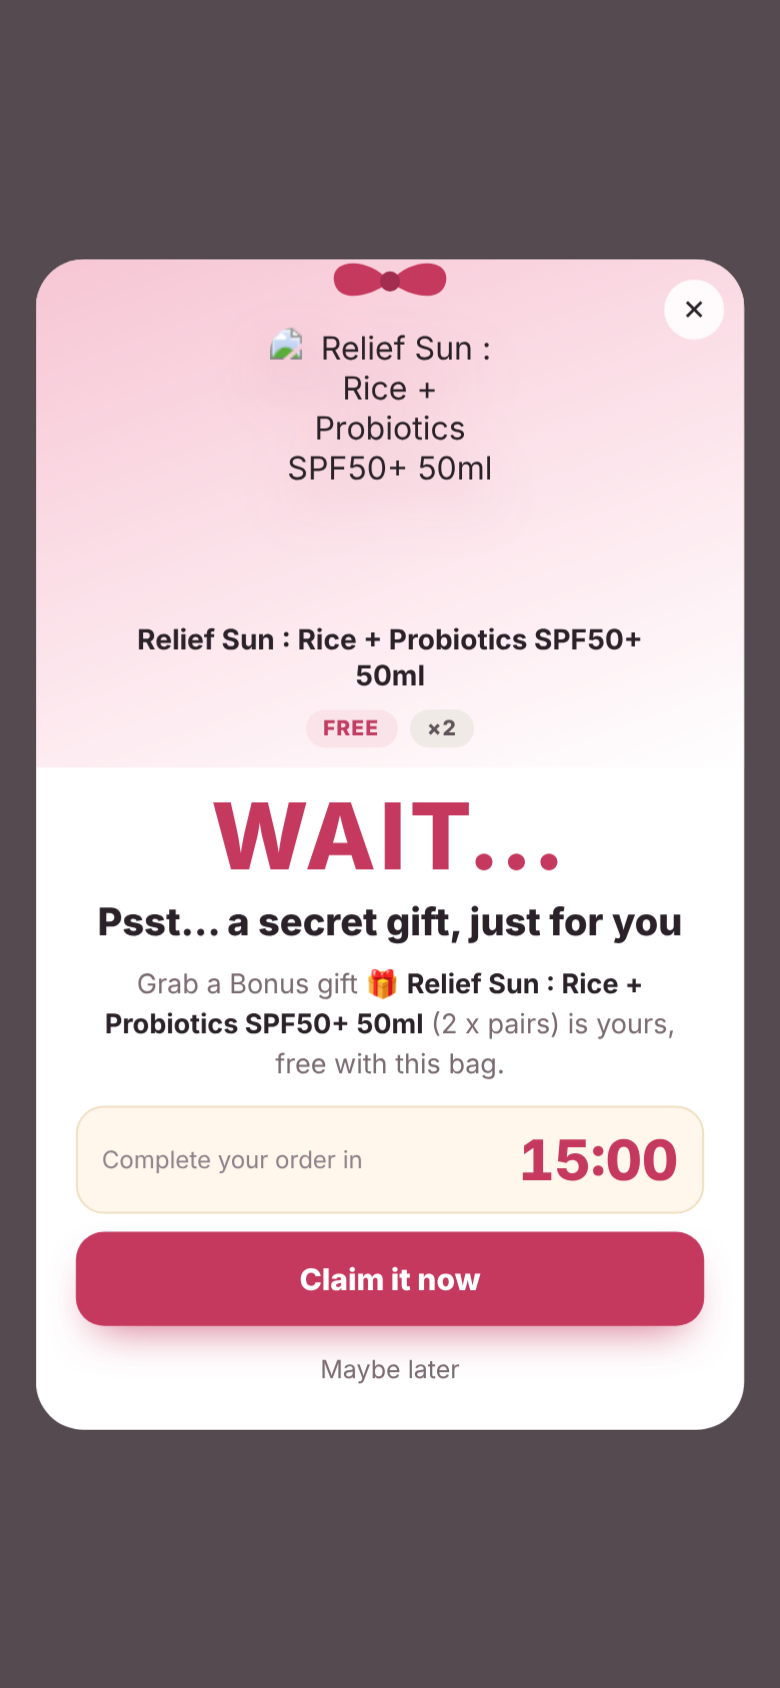 ×
Relief Sun :
Rice +
Probiotics
SPF50+ 50ml
Relief Sun : Rice + Probiotics SPF50+
50ml
FREE ×2
WAIT...
Psst... a secret gift, just for you
Grab a Bonus gift 🎁 Relief Sun : Rice +
Probiotics SPF50+ 50ml (2 x pairs) is yours,
free with this bag.
Complete your order in 15:00
Claim it now
Maybe later